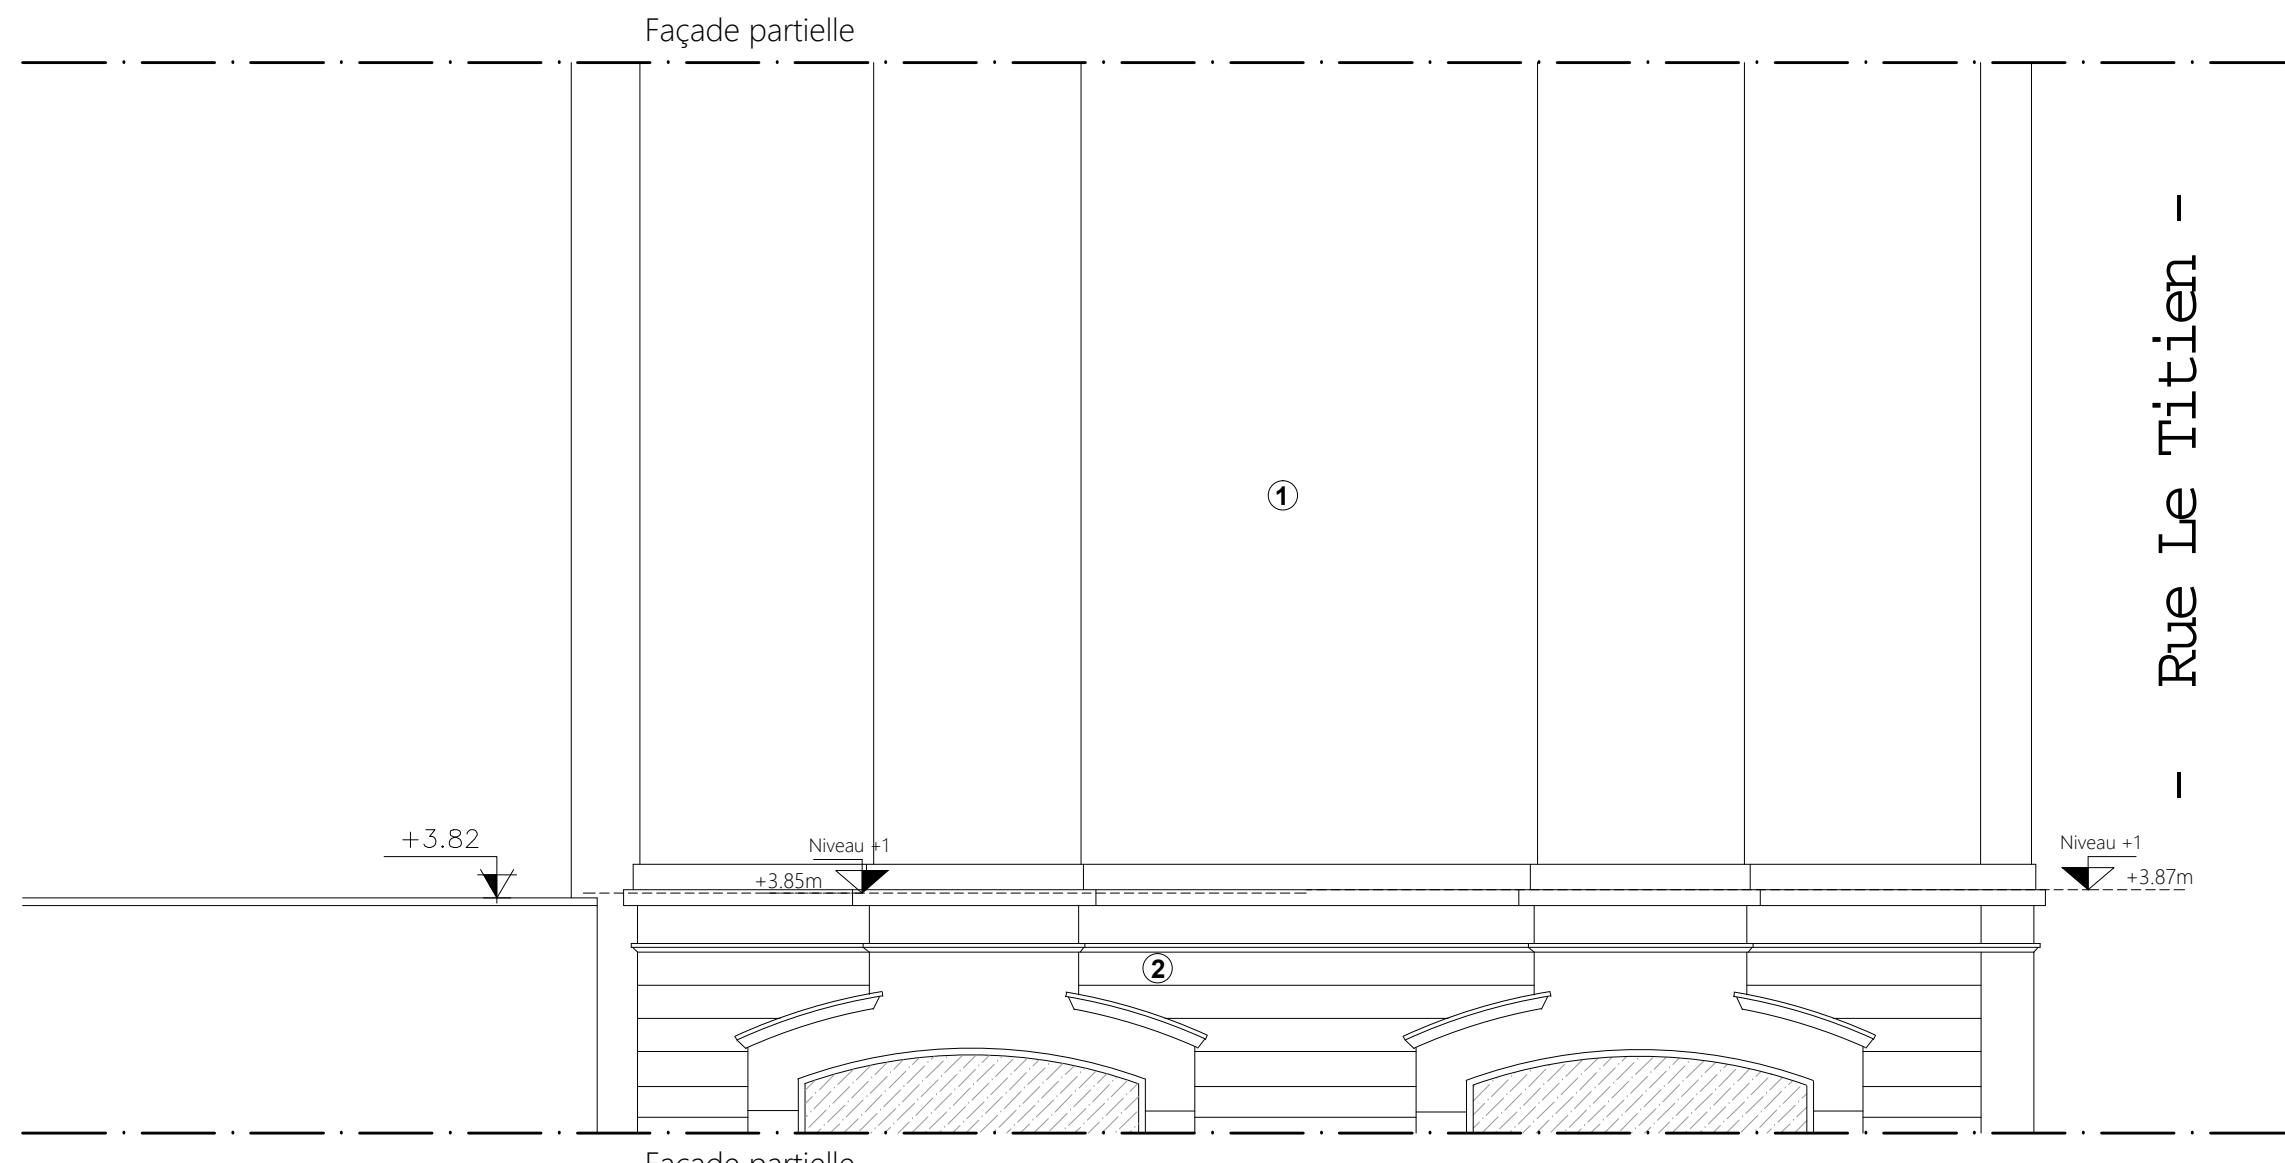 Façade partielle
- Rue Le Titien -
1
+3.82
Niveau +1
+3.85m
Niveau +1
+3.87m
2
Façade partielle